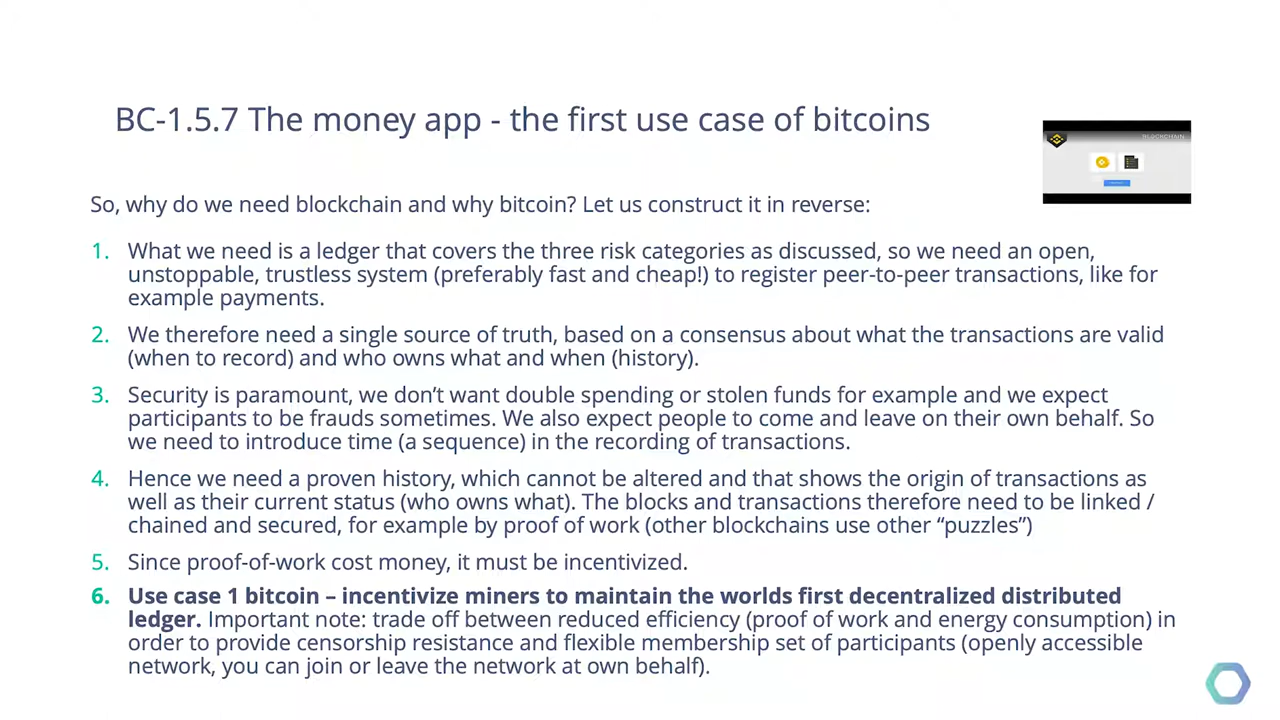 BC-1.5.7 The money app - the first use case of bitcoins
BLOCKCHAIN
So, why do we need blockchain and why bitcoin? Let us construct it in reverse:
1. What we need is a ledger that covers the three risk categories as discussed, so we need an open,
unstoppable, trustless system (preferably fast and cheap!) to register peer-to-peer transactions, like for
example payments.
2. We therefore need a single source of truth, based on a consensus about what the transactions are valid
(when to record) and who owns what and when (history).
3. Security is paramount, we don’t want double spending or stolen funds for example and we expect
participants to be frauds sometimes. We also expect people to come and leave on their own behalf. So
we need to introduce time (a sequence) in the recording of transactions.
4. Hence we need a proven history, which cannot be altered and that shows the origin of transactions as
well as their current status (who owns what). The blocks and transactions therefore need to be linked /
chained and secured, for example by proof of work (other blockchains use other “puzzles”)
5. Since proof-of-work cost money, it must be incentivized.
6. Use case 1 bitcoin – incentivize miners to maintain the worlds first decentralized distributed
ledger. Important note: trade off between reduced efficiency (proof of work and energy consumption) in
order to provide censorship resistance and flexible membership set of participants (openly accessible
network, you can join or leave the network at own behalf).